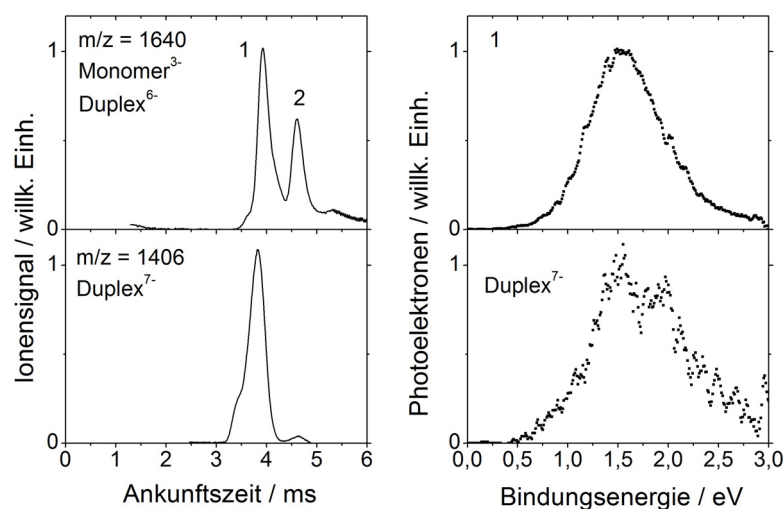 m/z = 1640
Monomer3-
Duplex6-
1
2
1
0
m/z = 1406
Duplex7-
1
0
0 1 2 3 4 5 6
Ankunftszeit / ms
Ionensignal / willk. Einh.
1
1
0
Duplex7-
1
0
0,0 0,5 1,0 1,5 2,0 2,5 3,0
Bindungsenergie / eV
Photoelektronen / willk. Einh.